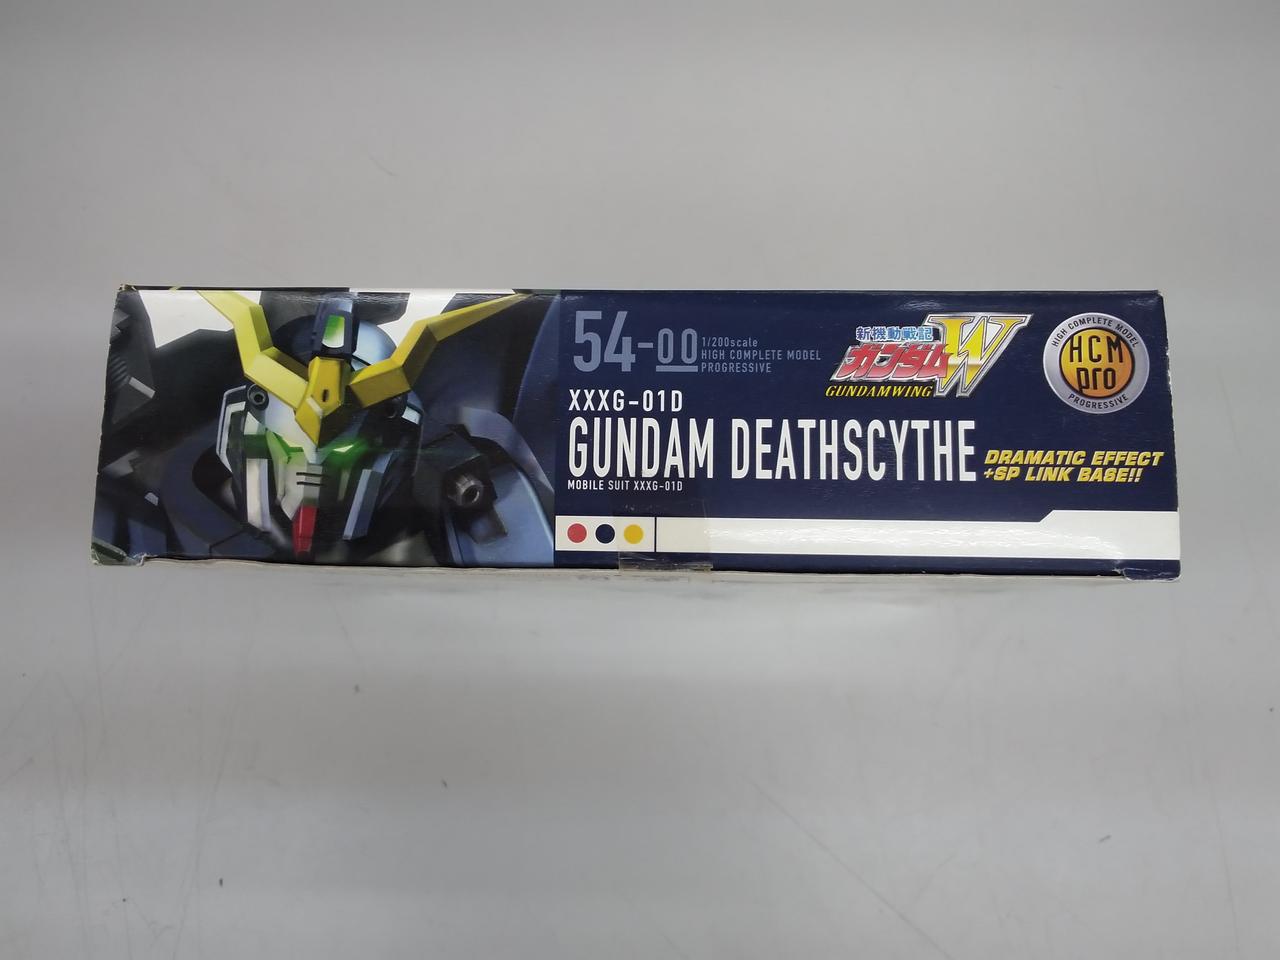 54-00
1/200scale
HIGH COMPLETE MODEL
PROGRESSIVE
新機動戦記
ガンダムW
GUNDAMWING
HIGH COMPLETE MODEL
HCM
pro
PROGRESSIVE
XXXG-01D
GUNDAM DEATHSCYTHE
MOBILE SUIT XXXG-01D
DRAMATIC EFFECT
+SP LINK BASE!!